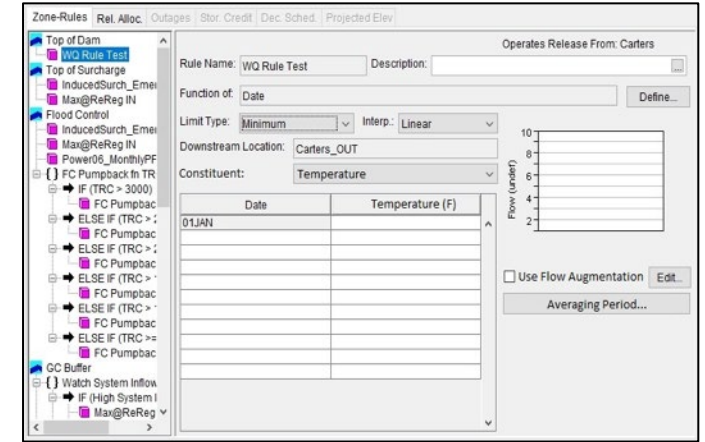 Zone-Rules Rel. Alloc. Outages Stor. Credit Dec. Sched. Projected Elev
Top of Dam
WQ Rule Test
Top of Surcharge
InducedSurch_Emer
Max@ReReg IN
Flood Control
InducedSurch_Emer
Max@ReReg IN
Power06_MonthlyPF
{ } FC Pumpback fn TR
IF (TRC > 3000)
FC Pumpbac
ELSE IF (TRC > 2
FC Pumpbac
ELSE IF (TRC > 2
FC Pumpbac
ELSE IF (TRC > 1
FC Pumpbac
ELSE IF (TRC > 1
FC Pumpbac
ELSE IF (TRC >=
FC Pumpbac
GC Buffer
{ } Watch System Inflow
IF (High System I
Max@ReReg
Operates Release From: Carters
Rule Name: WQ Rule Test Description: ...
Function of: Date Define...
Limit Type: Minimum Interp.: Linear
Downstream Location: Carters_OUT
Constituent: Temperature
Date Temperature (F)
01JAN
Flow (undef)
10
8
6
4
2
Use Flow Augmentation Edit...
Averaging Period...